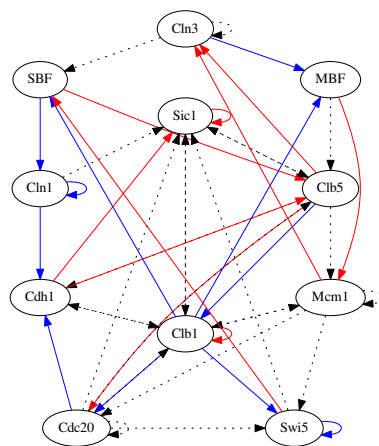 Cln3
SBF
MBF
Sic1
Cln1
Clb5
Cdh1
Mcm1
Clb1
Cdc20
Swi5